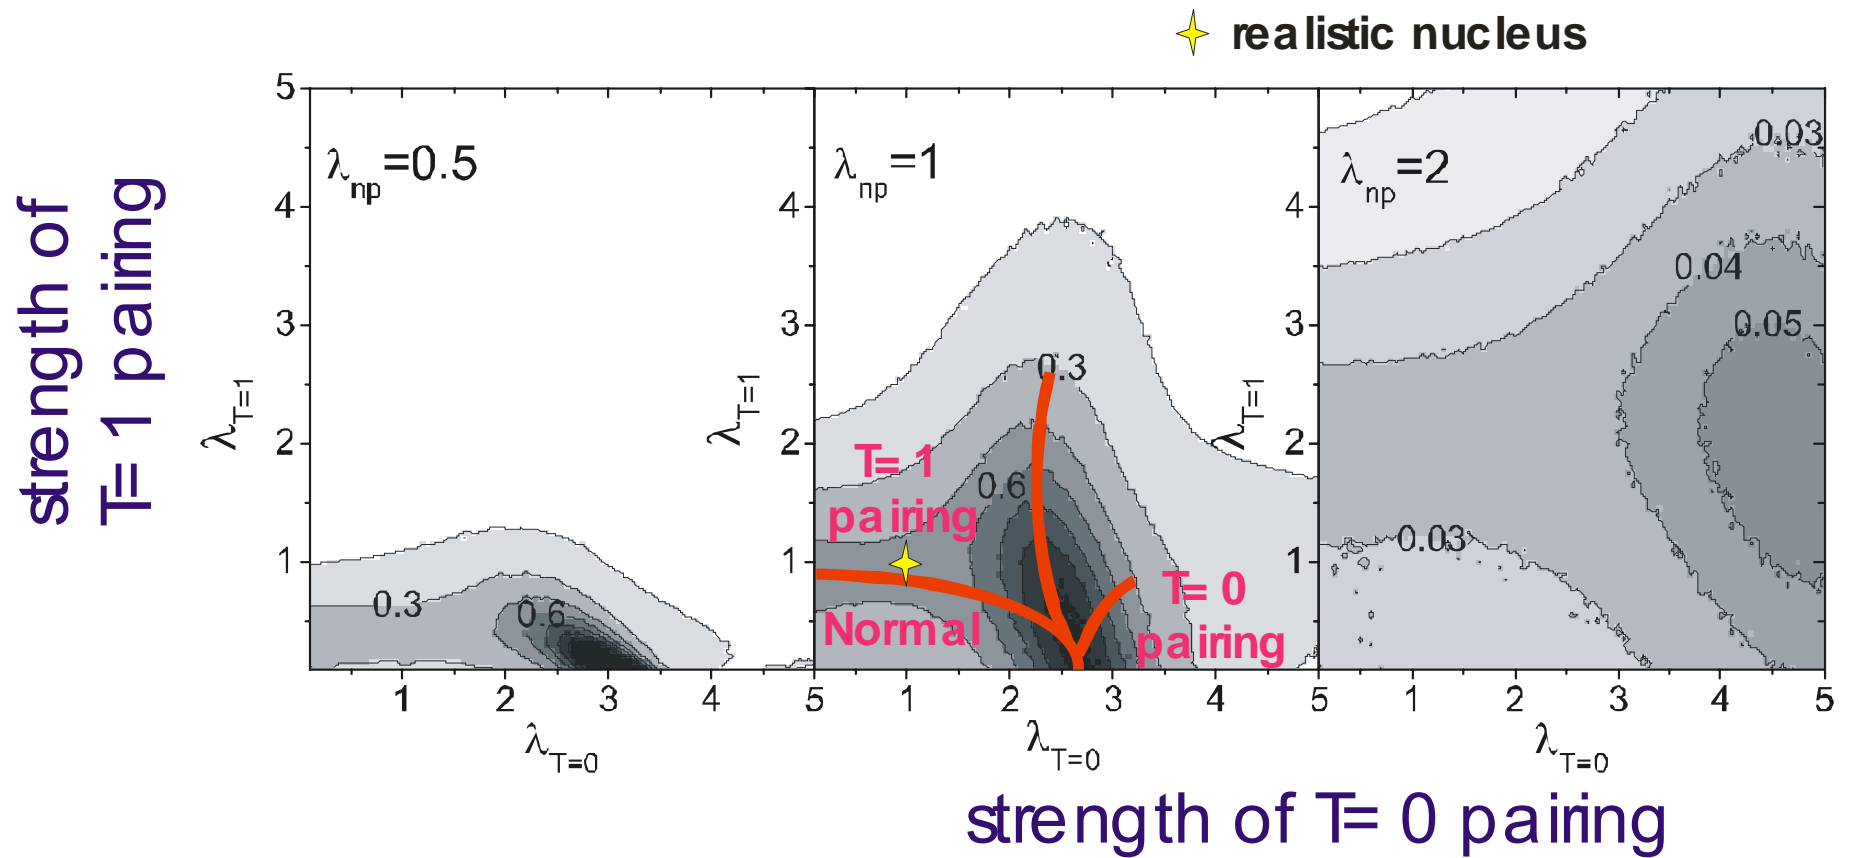 realistic nucleus
strength of
T= 1 pairing
λT=1
5
4
3
2
1
λnp=0.5
0.3
0.6
1
2
3
4
5
λT=0
λT=1
4
3
2
1
λnp=1
0.3
0.6
T= 1
pairing
Normal
T= 0
pairing
1
2
3
4
5
λT=0
λT=1
4
3
2
1
λnp=2
0.03
0.04
0.05
0.03
1
2
3
4
5
λT=0
strength of T= 0 pairing